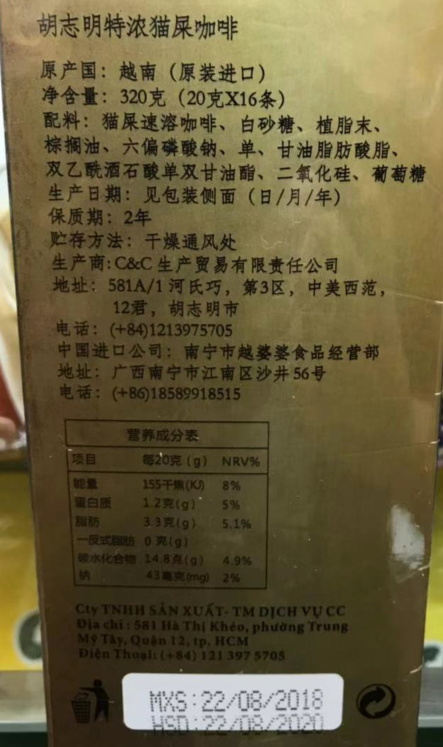 胡志明特浓猫屎咖啡
原产国：越南（原装进口）
净含量：320克（20克X16条）
配料：猫屎速溶咖啡、白砂糖、植脂末、
棕搁油、六偏磷酸钠、单、甘油脂肪酸脂、
双乙酰酒石酸单双甘油酯、二氧化硅、葡萄糖
生产日期：见包装侧面（日/月/年）
保质期：2年
贮存方法：干燥通风处
生产商：C&C 生产贸易有限责任公司
地址：581A/1 河氏巧，第3区，中美西范，
12君，胡志明市
电话：(+84)1213975705
中国进口公司：南宁市越婆婆食品经营部
地址：广西南宁市江南区沙井56号
电话：(+86)18589918515
营养成分表
项目 每20克(g) NRV%
能量 155千焦(KJ) 8%
蛋白质 1.2克(g) 5%
脂肪 3.3克(g) 5.1%
一反式脂肪 0克(g)
碳水化合物 14.8点(g) 4.9%
钠 43毫克(mg) 2%
Cty TNHH SẢN XUẤT- TM DỊCH VỤ CC
Địa chỉ : 581 Hà Thị Khéo, phường Trung
Mỹ Tây, Quận 12, tp. HCM
Điện Thoại: (+84) 121 397 5705
MXS:22/08/2018
HSD:22/08/2020